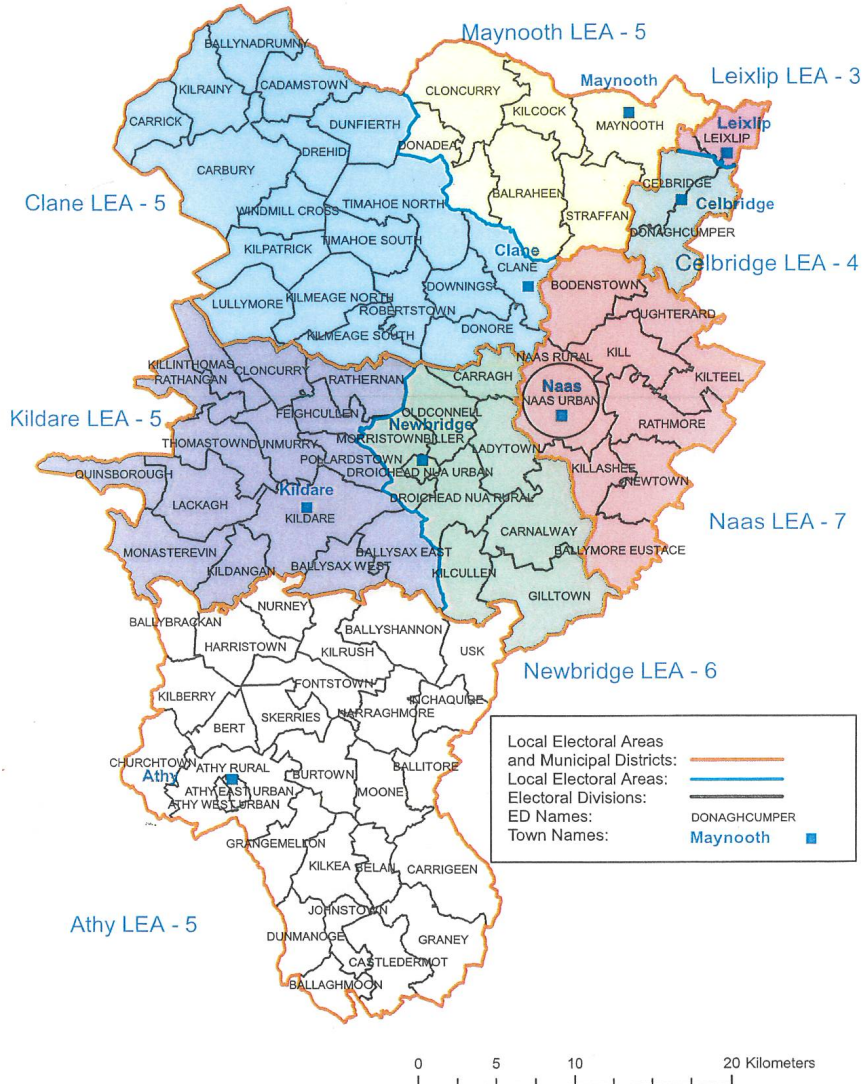 Maynooth LEA - 5
BALLYNADRUMNY
Maynooth
Leixlip LEA - 3
KILRAINY
CADAMSTOWN
CLONCURRY
KILCOCK
CARRICK
DUNFIERTH
MAYNOOTH
Leixlip
LEIXLIP
DONADEA
DREHID
CARBURY
CELBRIDGE
BALRAHEEN
Clane LEA - 5
WINDMILL CROSS
TIMAHOE NORTH
STRAFFAN
Celbridge
DONAGHCUMPER
KILPATRICK
TIMAHOE SOUTH
Clane
CLANE
Celbridge LEA - 4
LULLYMORE
KILMEAGE NORTH
DOWNINGS
BODENSTOWN
ROBERTSTOWN
OUGHTERARD
KILMEAGE SOUTH
DONORE
KILLINTHOMAS
CLONCURRY
NAAS RURAL
KILL
RATHANGAN
RATHERNAN
CARRAGH
KILTEEL
Naas
NAAS URBAN
Kildare LEA - 5
FEIGHCULLEN
OLDCONNELL
Newbridge
RATHMORE
THOMASTOWN
DUNMURRY
MORRISTOWNBILLER
LADYTOWN
POLLARDSTOWN
QUINSBOROUGH
DROICHEAD NUA URBAN
KILLASHEE
NEWTOWN
Kildare
DROICHEAD NUA RURAL
LACKAGH
KILDARE
Naas LEA - 7
CARNALWAY
MONASTEREVIN
BALLYSAX EAST
BALLYMORE EUSTACE
KILDANGAN
BALLYSAX WEST
KILCULLEN
GILLTOWN
NURNEY
BALLYBRACKAN
BALLYSHANNON
HARRISTOWN
KILRUSH
USK
Newbridge LEA - 6
FONTSTOWN
KILBERRY
INCHAQUIRE
SKERRIES
NARRAGHMORE
BERT
CHURCHTOWN
ATHY RURAL
BURTOWN
BALLITORE
Athy
ATHY EAST URBAN
MOONE
ATHY WEST URBAN
Local Electoral Areas
and Municipal Districts:
Local Electoral Areas:
Electoral Divisions:
ED Names: DONAGHCUMPER
Town Names: Maynooth
GRANGEMELLON
KILKEA
BELAN
CARRIGEEN
Athy LEA - 5
JOHNSTOWN
DUNMANOGE
GRANEY
CASTLEDERMOT
BALLAGHMOON
0 5 10 20 Kilometers